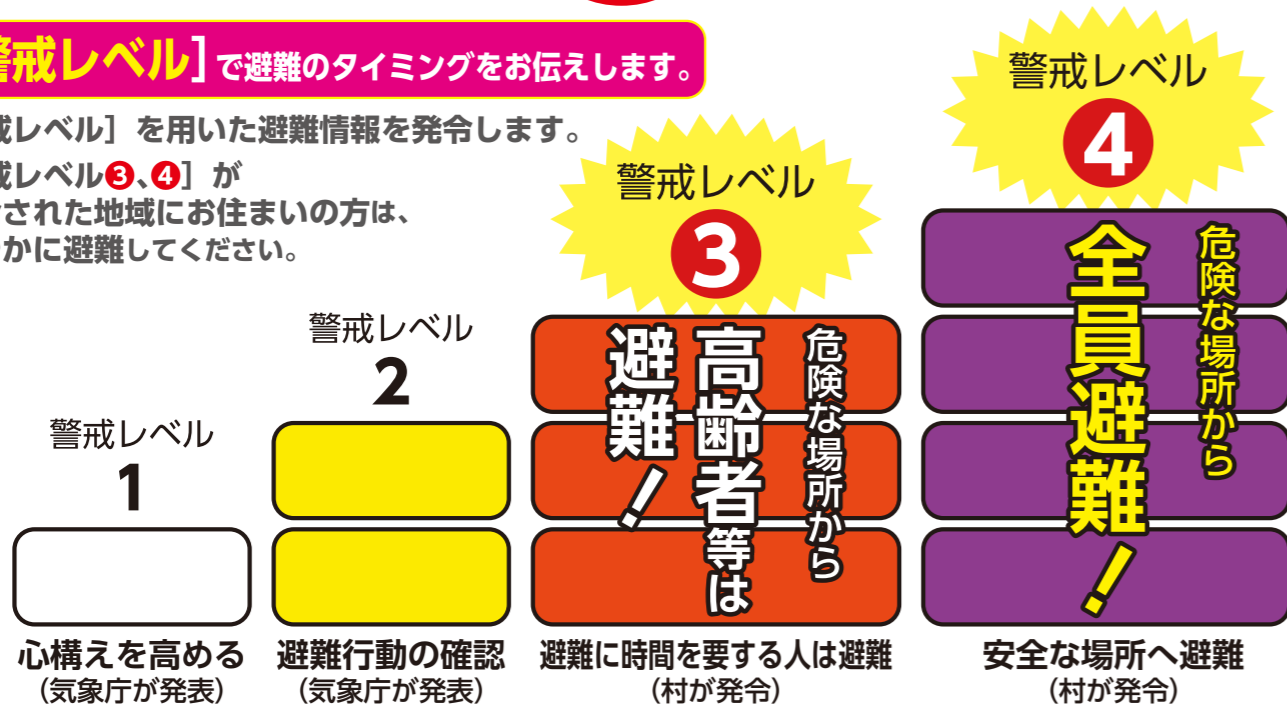 戒レベル］で避難のタイミングをお伝えします。
戒レベル］を用いた避難情報を発令します。
戒レベル❸、❹］が
された地域にお住まいの方は、
かに避難してください。
警戒レベル
1
心構えを高める
（気象庁が発表）
警戒レベル
2
避難行動の確認
（気象庁が発表）
警戒レベル
3
危険な場所から
高齢者等は
避難！
避難に時間を要する人は避難
（村が発令）
警戒レベル
4
危険な場所から
全員避難！
安全な場所へ避難
（村が発令）